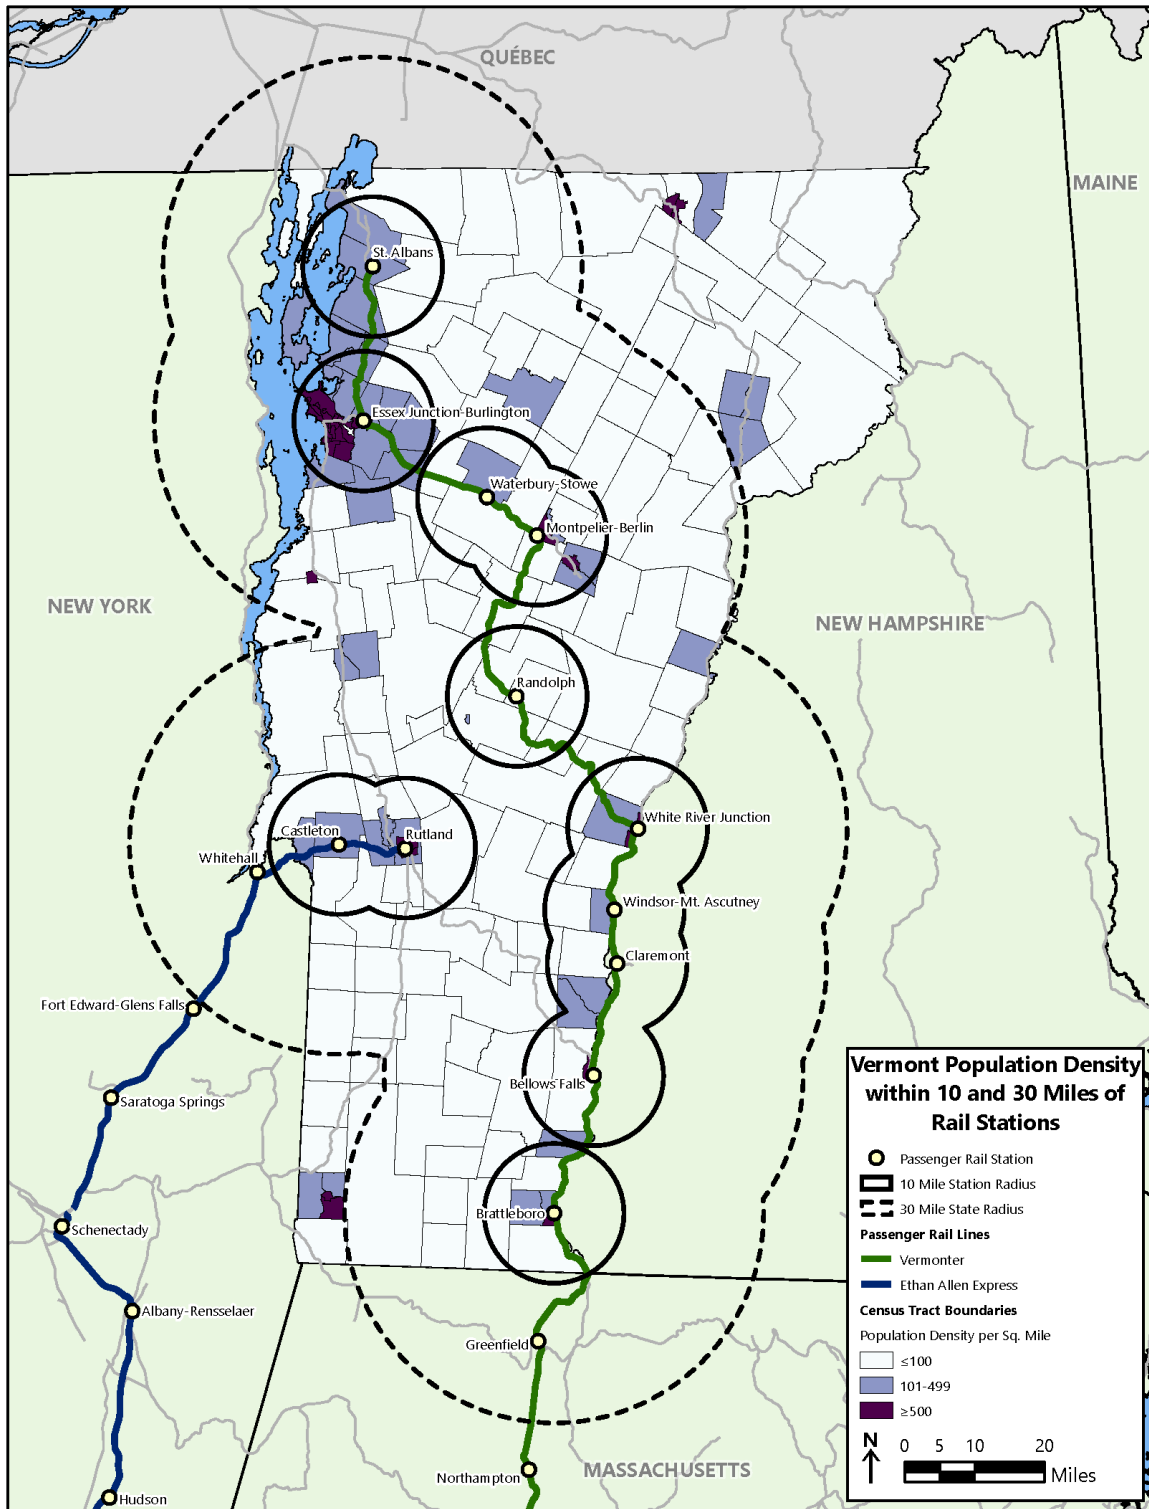 QUÉBEC
MAINE
St. Albans
Essex Junction-Burlington
Waterbury-Stowe
Montpelier-Berlin
NEW YORK
NEW HAMPSHIRE
Randolph
White River Junction
Castleton
Rutland
Whitehall
Windsor-Mt. Ascutney
Claremont
Fort Edward-Glens Falls
Bellows Falls
Saratoga Springs
Brattleboro
Schenectady
Albany-Rensselaer
Greenfield
Northampton
MASSACHUSETTS
Hudson
Vermont Population Density
within 10 and 30 Miles of
Rail Stations
Passenger Rail Station
10 Mile Station Radius
30 Mile State Radius
Passenger Rail Lines
Vermonter
Ethan Allen Express
Census Tract Boundaries
Population Density per Sq. Mile
≤100
101-499
≥500
N
0 5 10 20
Miles